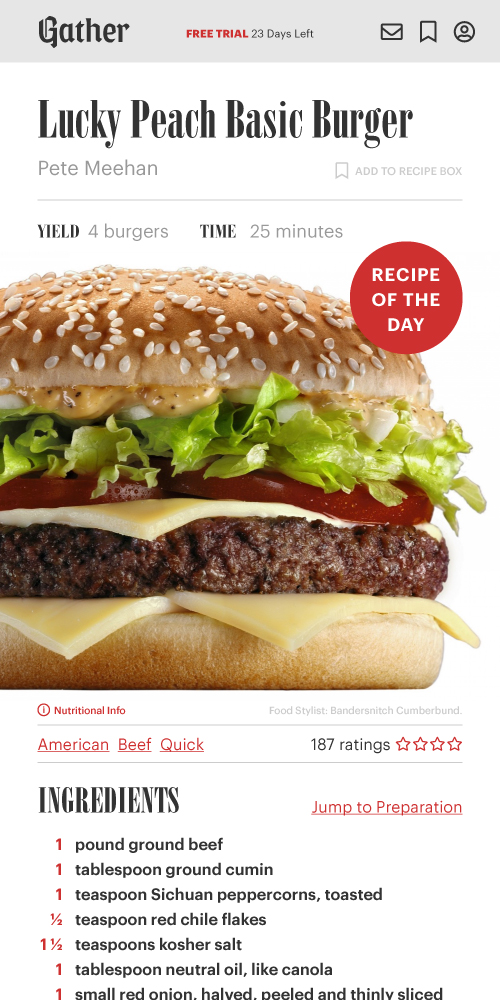 Gather
FREE TRIAL 23 Days Left
Lucky Peach Basic Burger
Pete Meehan
ADD TO RECIPE BOX
YIELD 4 burgers TIME 25 minutes
RECIPE
OF THE
DAY
Nutritional Info
Food Stylist: Bandersnitch Cumberbund.
American Beef Quick
187 ratings
INGREDIENTS
Jump to Preparation
1 pound ground beef
1 tablespoon ground cumin
1 teaspoon Sichuan peppercorns, toasted
½ teaspoon red chile flakes
1 ½ teaspoons kosher salt
1 tablespoon neutral oil, like canola
1 small red onion, halved, peeled and thinly sliced